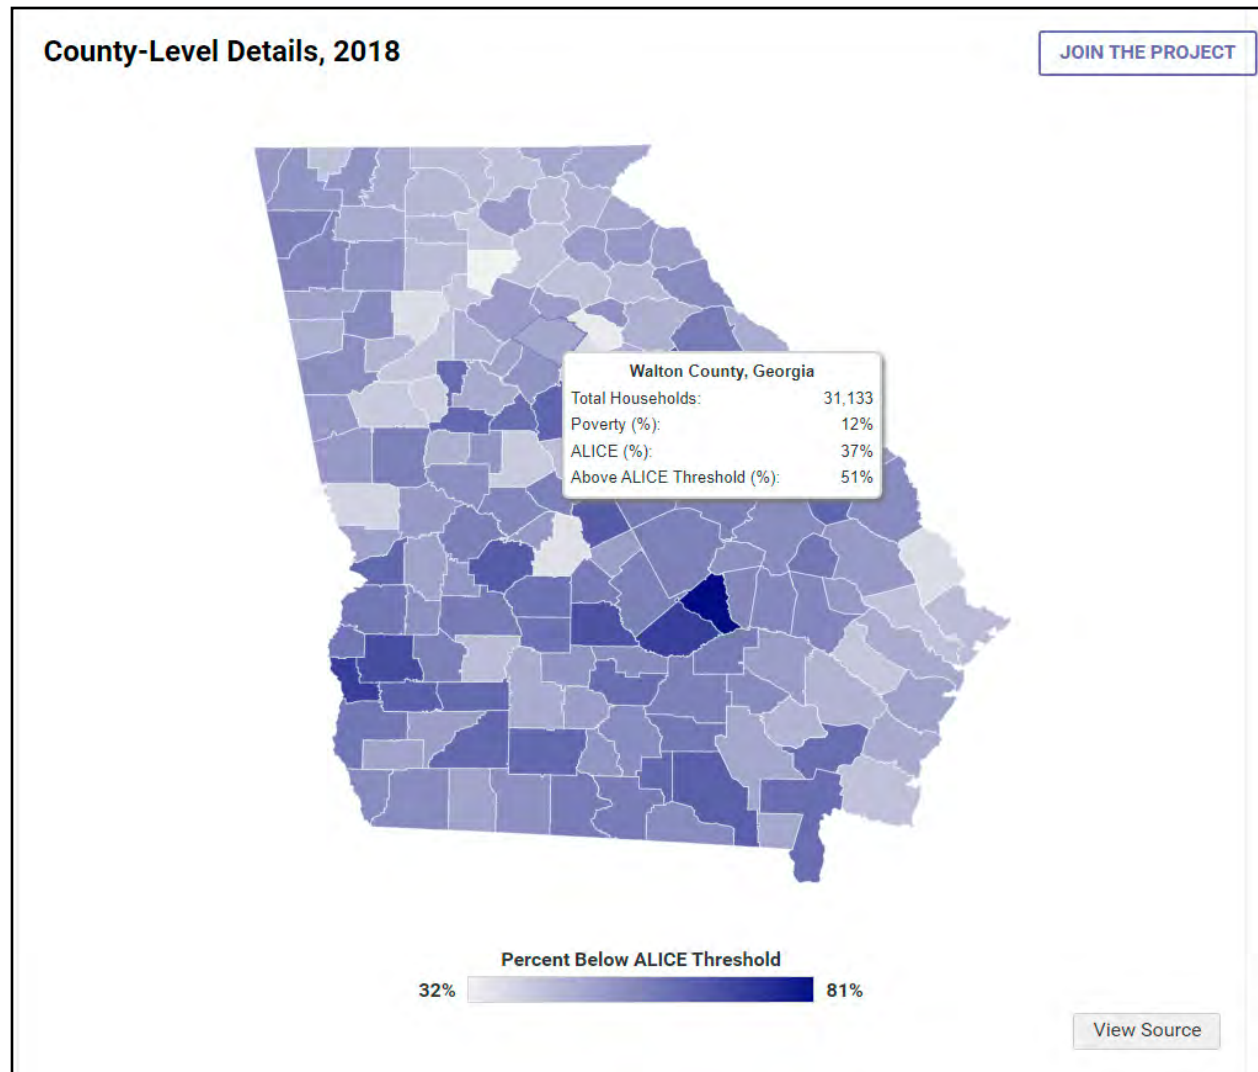 County-Level Details, 2018
JOIN THE PROJECT
Walton County, Georgia
Total Households: 31,133
Poverty (%): 12%
ALICE (%): 37%
Above ALICE Threshold (%): 51%
Percent Below ALICE Threshold
32% 81%
View Source